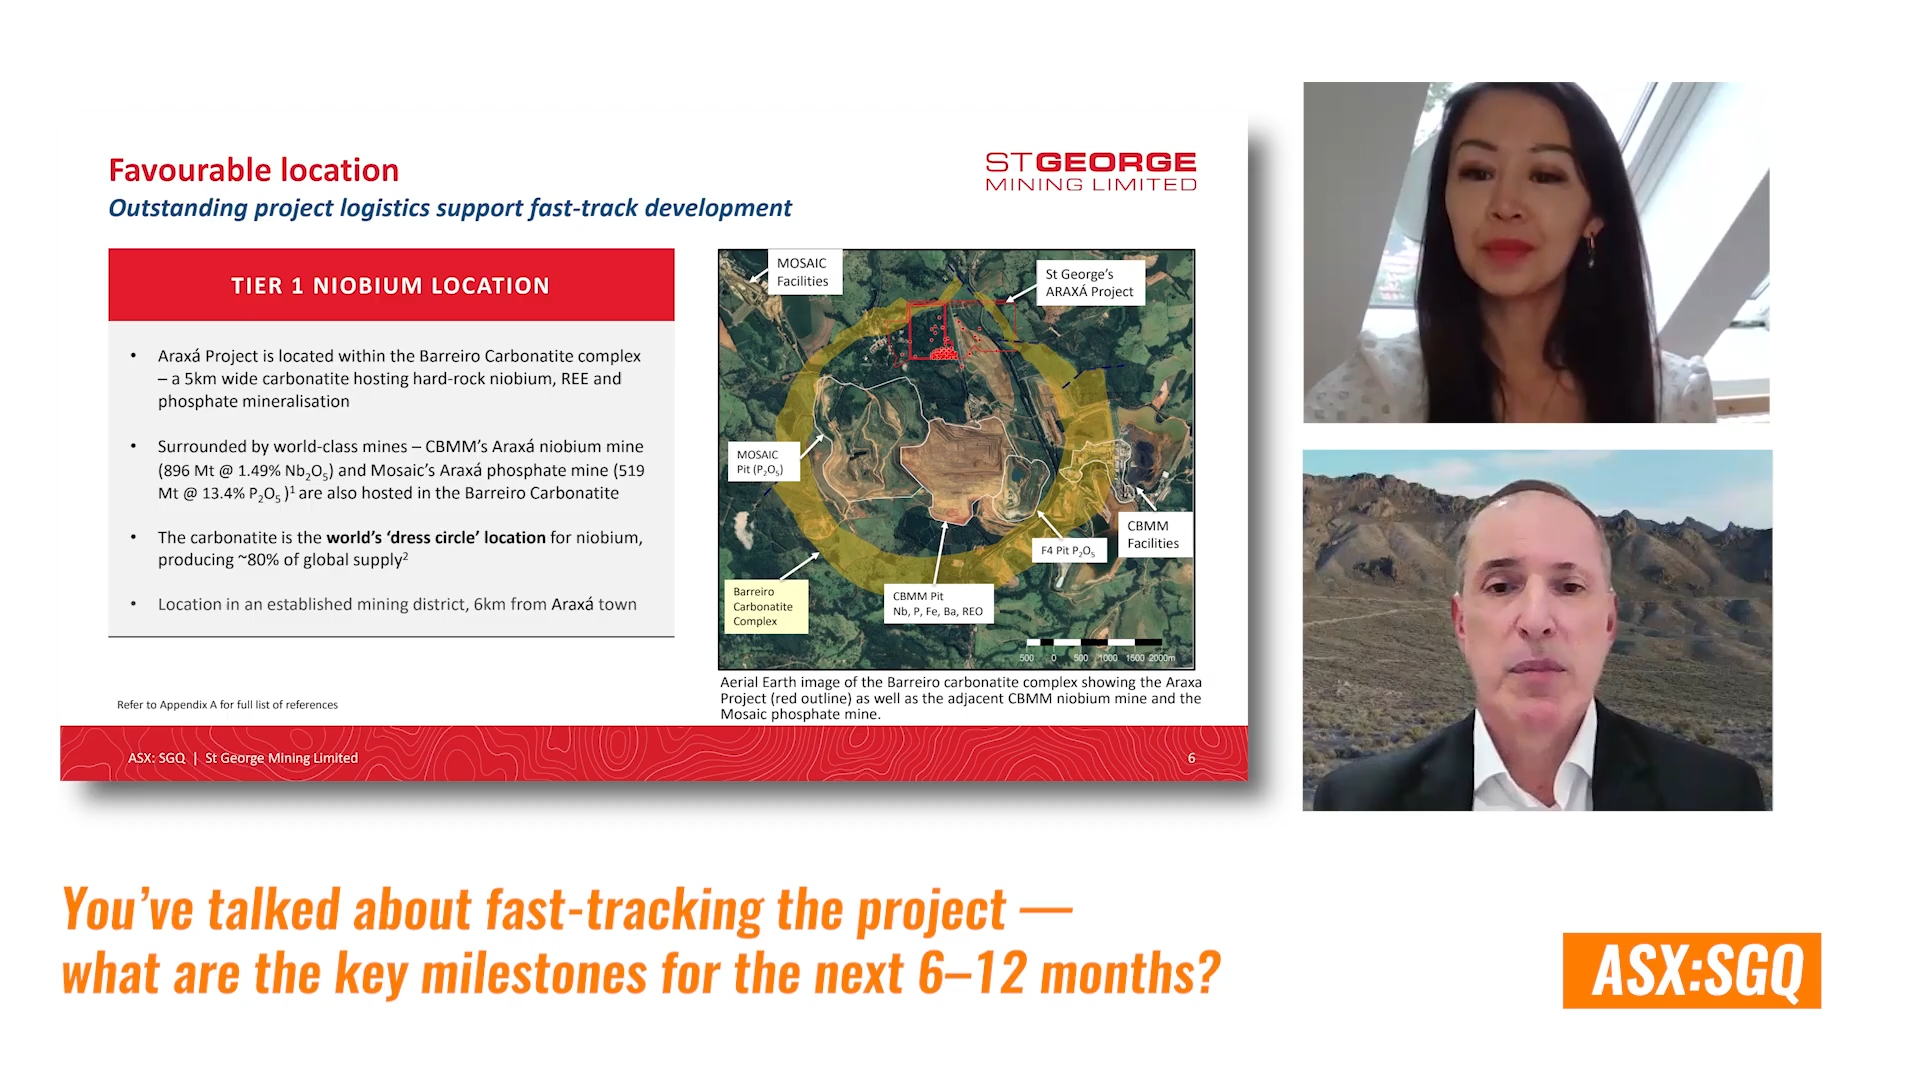 Favourable location
Outstanding project logistics support fast-track development
STGEORGE
MINING LIMITED
TIER 1 NIOBIUM LOCATION
• Araxá Project is located within the Barreiro Carbonatite complex
– a 5km wide carbonatite hosting hard-rock niobium, REE and
phosphate mineralisation
• Surrounded by world-class mines – CBMM's Araxá niobium mine
(896 Mt @ 1.49% Nb₂O₅) and Mosaic's Araxá phosphate mine (519
Mt @ 13.4% P₂O₅ )¹ are also hosted in the Barreiro Carbonatite
• The carbonatite is the world's 'dress circle' location for niobium,
producing ~80% of global supply²
• Location in an established mining district, 6km from Araxá town
MOSAIC
Facilities
St George's
ARAXÁ Project
MOSAIC
Pit (P₂O₅)
CBMM
Facilities
F4 Pit P₂O₅
Barreiro
Carbonatite
Complex
CBMM Pit
Nb, P, Fe, Ba, REO
500 0 500 1000 1500 2000m
Aerial Earth image of the Barreiro carbonatite complex showing the Araxa
Project (red outline) as well as the adjacent CBMM niobium mine and the
Mosaic phosphate mine.
Refer to Appendix A for full list of references
ASX: SGQ | St George Mining Limited
6
You've talked about fast-tracking the project —
what are the key milestones for the next 6–12 months?
ASX:SGQ